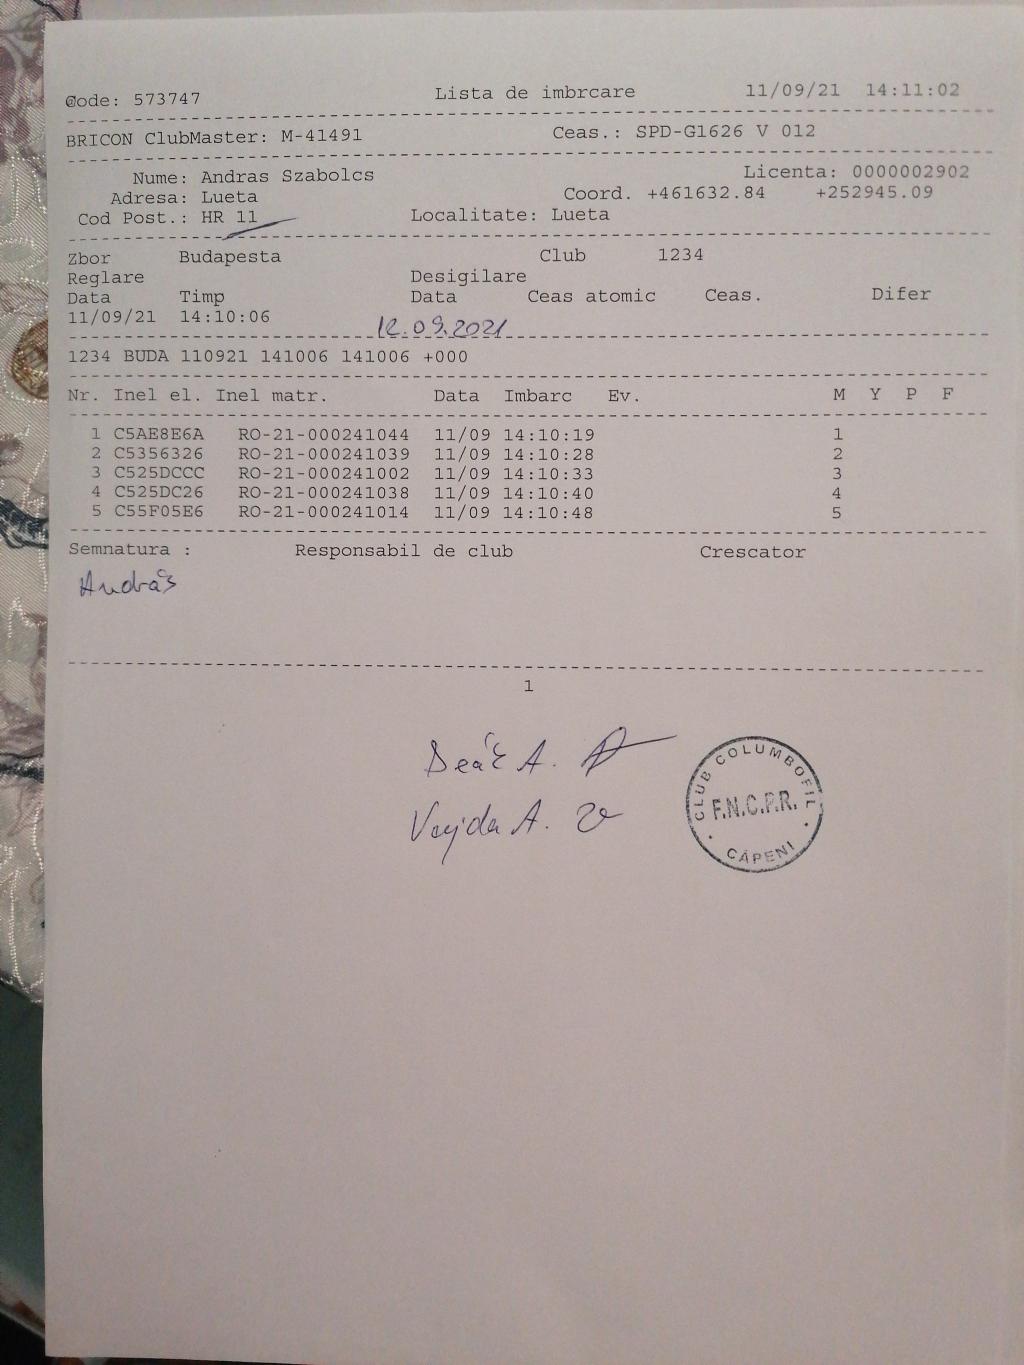 @ode: 573747 Lista de imbrcare 11/09/21 14:11:02
BRICON ClubMaster: M-41491 Ceas.: SPD-G1626 V 012
Nume: Andras Szabolcs Licenta: 0000002902
Adresa: Lueta Coord. +461632.84 +252945.09
Cod Post.: HR 11 Localitate: Lueta
Zbor Budapesta Club 1234
Reglare Desigilare
Data Timp Data Ceas atomic Ceas. Difer
11/09/21 14:10:06
12.09.2021
1234 BUDA 110921 141006 141006 +000
Nr. Inel el. Inel matr. Data Imbarc Ev. M Y P F
1 C5AE8E6A RO-21-000241044 11/09 14:10:19 1
2 C5356326 RO-21-000241039 11/09 14:10:28 2
3 C525DCCC RO-21-000241002 11/09 14:10:33 3
4 C525DC26 RO-21-000241038 11/09 14:10:40 4
5 C55F05E6 RO-21-000241014 11/09 14:10:48 5
Semnatura : Responsabil de club Crescator
András
1
Deák A.
Vajda A.
CLUB COLUMBOFIL
F.N.C.P.R.
CĂPENI